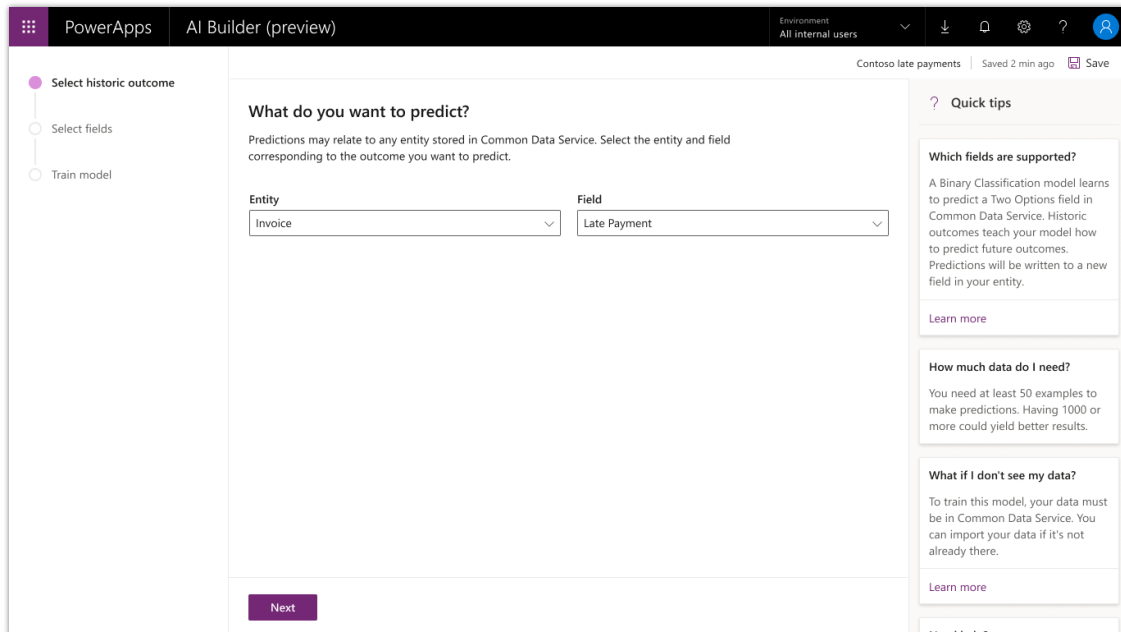 PowerApps
AI Builder (preview)
Environment
All internal users
?
Contoso late payments
Saved 2 min ago
Save
Select historic outcome
Select fields
Train model
What do you want to predict?
Predictions may relate to any entity stored in Common Data Service. Select the entity and field
corresponding to the outcome you want to predict.
Entity
Field
Invoice
Late Payment
Next
? Quick tips
Which fields are supported?
A Binary Classification model learns
to predict a Two Options field in
Common Data Service. Historic
outcomes teach your model how
to predict future outcomes.
Predictions will be written to a new
field in your entity.
Learn more
How much data do I need?
You need at least 50 examples to
make predictions. Having 1000 or
more could yield better results.
What if I don't see my data?
To train this model, your data must
be in Common Data Service. You
can import your data if it's not
already there.
Learn more